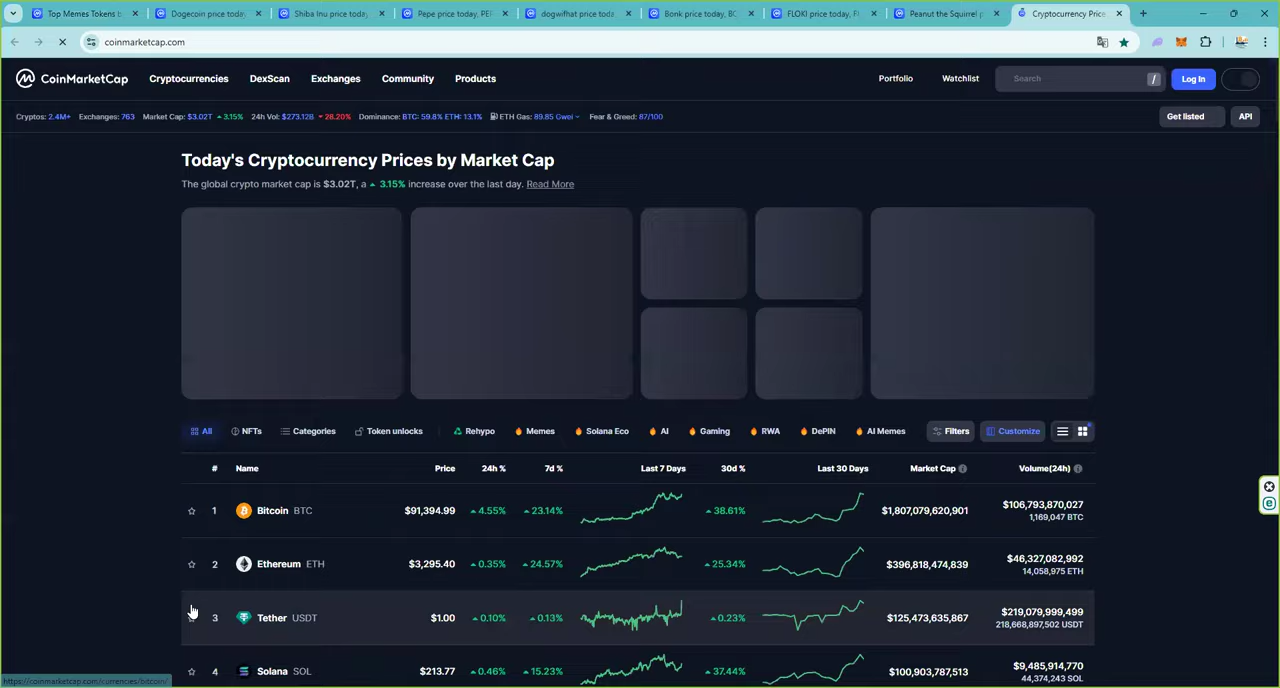 Top Memes Tokens b
Dogecoin price today
Shiba Inu price today
Pepe price today, PEP
dogwifhat price toda
Bonk price today, BO
FLOKI price today, F
Peanut the Squirrel p
Cryptocurrency Price
coinmarketcap.com
CoinMarketCap
Cryptocurrencies
DexScan
Exchanges
Community
Products
Portfolio
Watchlist
Search
/
Log In
Cryptos: 2.4M+ Exchanges: 763 Market Cap: $3.02T 3.15% 24h Vol: $273.12B 28.20% Dominance: BTC: 59.8% ETH: 13.1% ETH Gas: 89.85 Gwei Fear & Greed: 87/100
Get listed
API
Today's Cryptocurrency Prices by Market Cap
The global crypto market cap is $3.02T, a 3.15% increase over the last day. Read More
All NFTs Categories Token unlocks Rehypo Memes Solana Eco AI Gaming RWA DePIN AI Memes Filters Customize
# Name Price 24h % 7d % Last 7 Days 30d % Last 30 Days Market Cap Volume(24h)
1 Bitcoin BTC $91,394.99 4.55% 23.14% 38.61% $1,807,079,620,901 $106,793,870,027
1,169,047 BTC
2 Ethereum ETH $3,295.40 0.35% 24.57% 25.34% $396,818,474,839 $46,327,082,992
14,058,975 ETH
3 Tether USDT $1.00 0.10% 0.13% 0.23% $125,473,635,867 $219,079,999,499
218,668,897,502 USDT
4 Solana SOL $213.77 0.46% 15.23% 37.44% $100,903,787,513 $9,485,914,770
44,374,243 SOL
https://coinmarketcap.com/currencies/bitcoin/